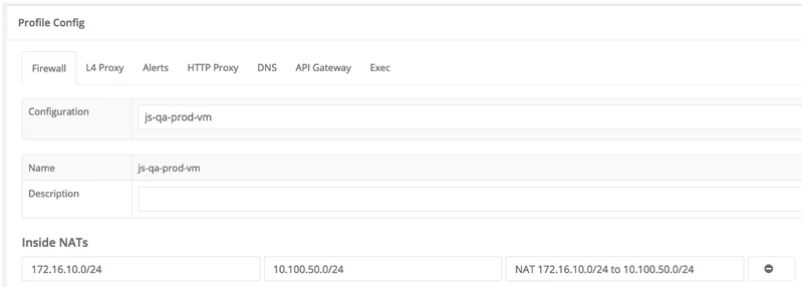 Profile Config
Firewall L4 Proxy Alerts HTTP Proxy DNS API Gateway Exec
Configuration js-qa-prod-vm
Name js-qa-prod-vm
Description
Inside NATs
172.16.10.0/24 10.100.50.0/24 NAT 172.16.10.0/24 to 10.100.50.0/24